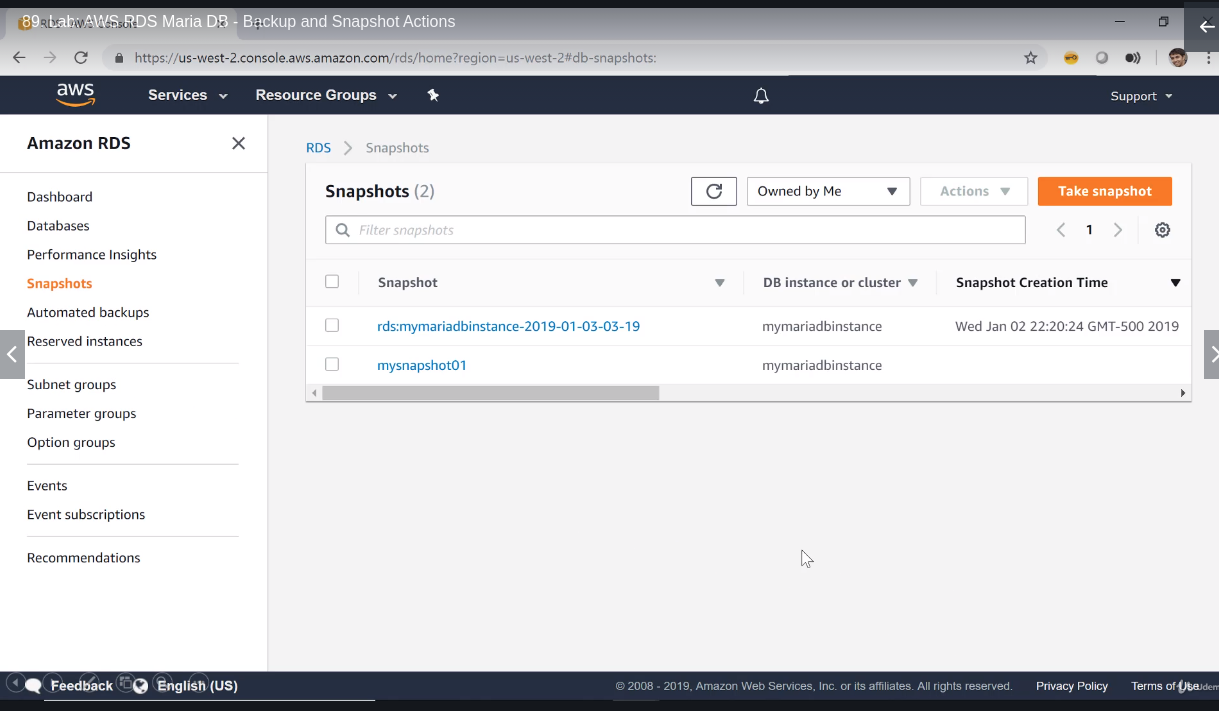 89. Lab: AWS RDS Maria DB - Backup and Snapshot Actions
https://us-west-2.console.aws.amazon.com/rds/home?region=us-west-2#db-snapshots:
aws
Services
Resource Groups
Support
Amazon RDS
Dashboard
Databases
Performance Insights
Snapshots
Automated backups
Reserved instances
Subnet groups
Parameter groups
Option groups
Events
Event subscriptions
Recommendations
RDS Snapshots
Snapshots (2)
Owned by Me
Actions
Take snapshot
Filter snapshots
1
Snapshot DB instance or cluster Snapshot Creation Time
rds:mymariadbinstance-2019-01-03-03-19 mymariadbinstance Wed Jan 02 22:20:24 GMT-500 2019
mysnapshot01 mymariadbinstance
Feedback English (US) © 2008 - 2019, Amazon Web Services, Inc. or its affiliates. All rights reserved. Privacy Policy Terms of Use